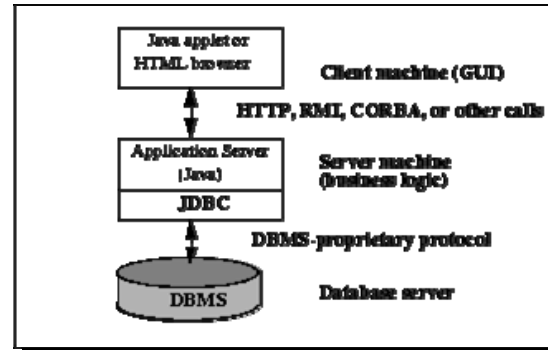 Java applet or
HTML browser
Client machine (GUI)
HTTP, RMI, CORBA, or other calls
Application Server
(Java)
JDBC
Server machine
(business logic)
DBMS-proprietary protocol
DBMS
Database server